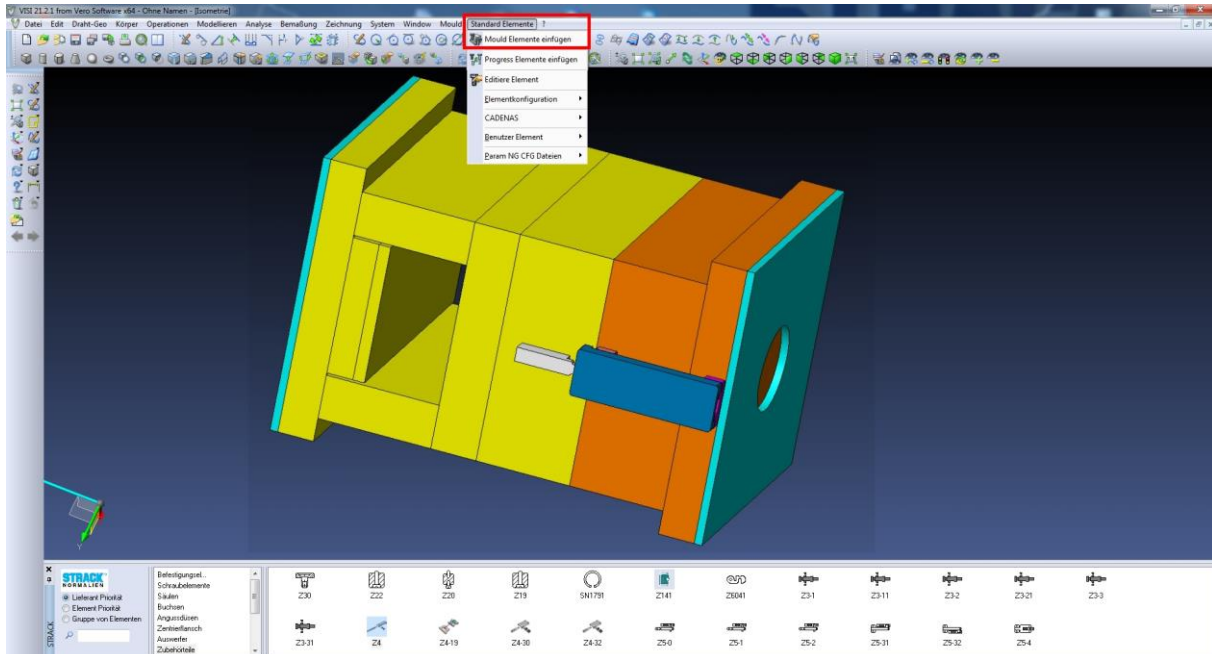 VISI 21.2.1 from Vero Software x64 - Ohne Namen - [Isometrie]
Datei Edit Draht-Geo Körper Operationen Modellieren Analyse Bemaßung Zeichnung System Window Mould Standard Elemente ?
Mould Elemente einfügen
Progress Elemente einfügen
Editiere Element
Elementkonfiguration
CADENAS
Benutzer Element
Param NG CFG Dateien
Y
STRACK
NORMALIEN
Lieferant Priorität
Element Priorität
Gruppe von Elementen
STRACK
Befestigungsel...
Schraubelemente
Säulen
Buchsen
Angussdüsen
Zentrierflansch
Auswerfer
Zubehörteile
Z30 Z22 Z20 Z19 SN1791 Z141 Z6041 Z3-1 Z3-11 Z3-2 Z3-21 Z3-3
Z3-31 Z4 Z4-19 Z4-30 Z4-32 Z5-0 Z5-1 Z5-2 Z5-31 Z5-32 Z5-4